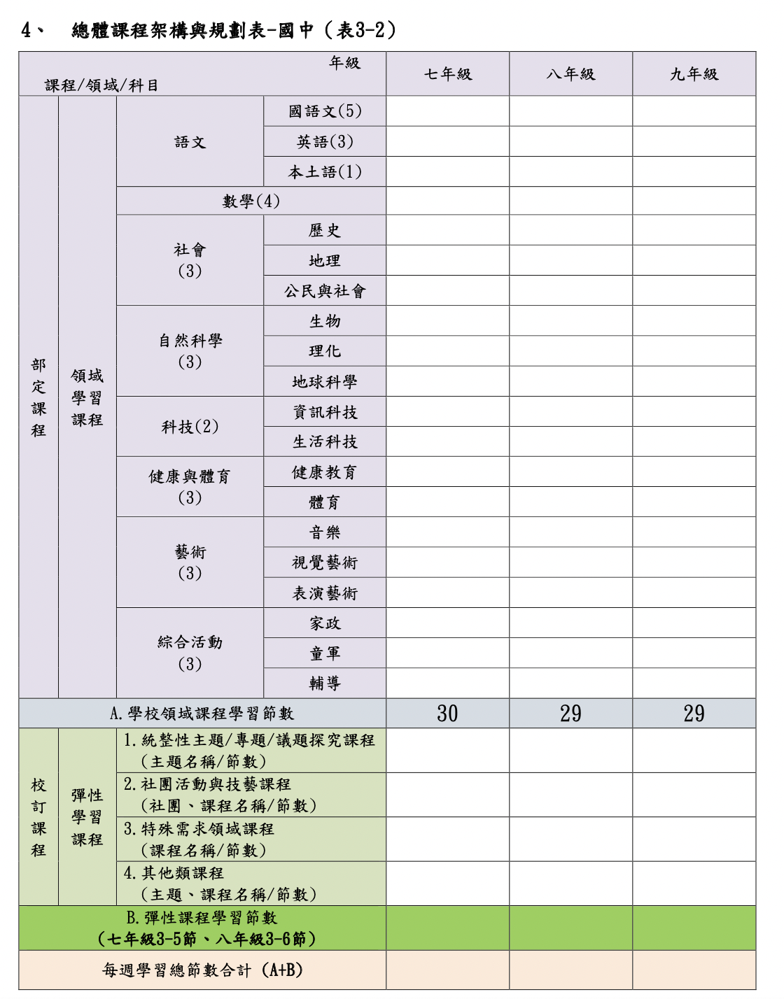 4、 總體課程架構與規劃表-國中（表3-2）
年級
課程/領域/科目
七年級
八年級
九年級
部定課程
領域
學習
課程
語文
國語文(5)
英語(3)
本土語(1)
數學(4)
社會
(3)
歷史
地理
公民與社會
自然科學
(3)
生物
理化
地球科學
科技(2)
資訊科技
生活科技
健康與體育
(3)
健康教育
體育
藝術
(3)
音樂
視覺藝術
表演藝術
綜合活動
(3)
家政
童軍
輔導
A.學校領域課程學習節數
30
29
29
校訂課程
彈性
學習
課程
1.統整性主題/專題/議題探究課程
(主題名稱/節數)
2.社團活動與技藝課程
(社團、課程名稱/節數)
3.特殊需求領域課程
(課程名稱/節數)
4.其他類課程
(主題、課程名稱/節數)
B.彈性課程學習節數
(七年級3-5節、八年級3-6節)
每週學習總節數合計 (A+B)